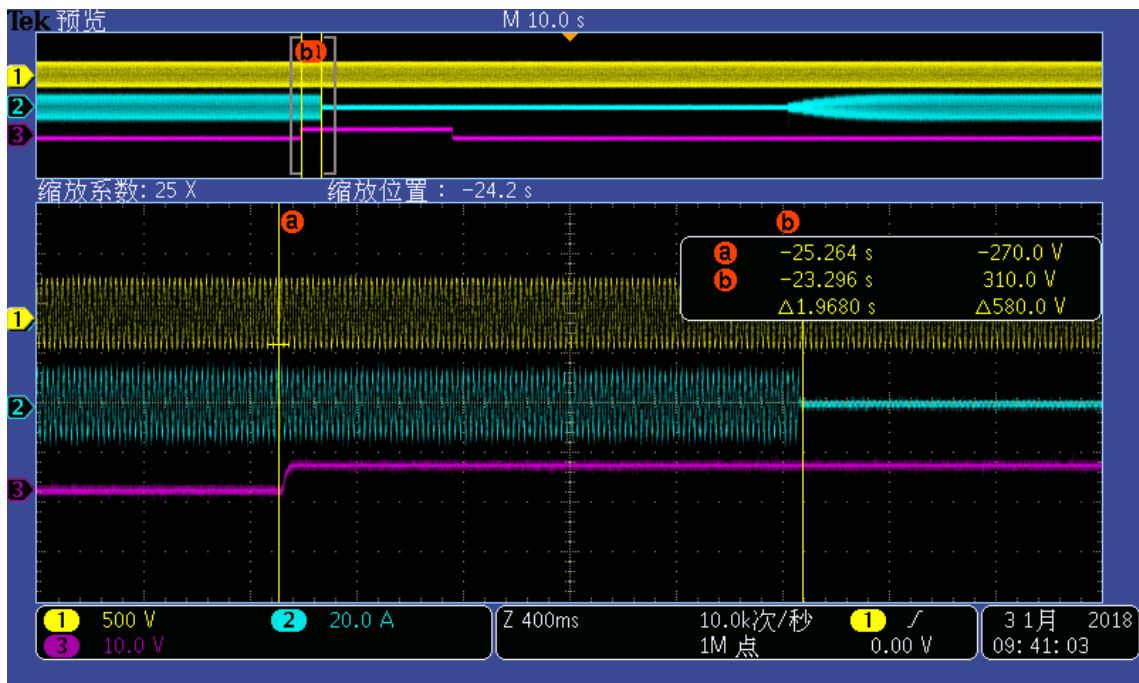 Tek 预览 M 10.0 s
b 1
1
2
3
缩放系数: 25 X 缩放位置： -24.2 s
a b
a -25.264 s -270.0 V
b -23.296 s 310.0 V
△1.9680 s △580.0 V
1
2
3
1 500 V 2 20.0 A Z 400ms 10.0k次/秒 1 3 1月 2018
3 10.0 V 1M 点 0.00 V 09:41:03